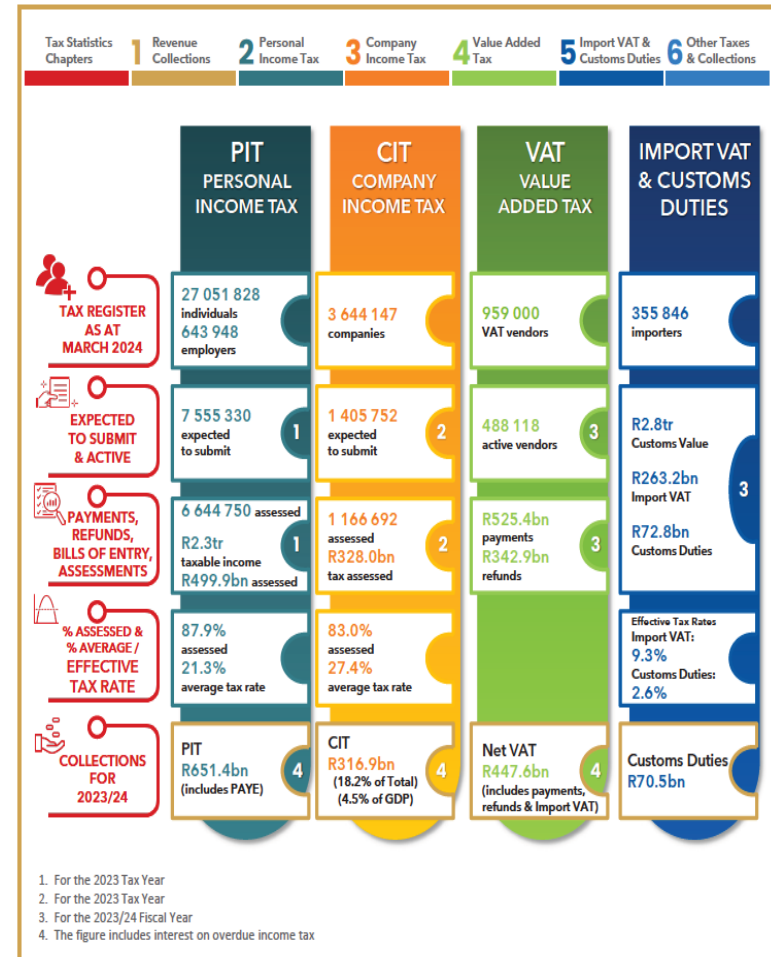 Tax Statistics
Chapters
1 Revenue
Collections
2 Personal
Income Tax
3 Company
Income Tax
4 Value Added
Tax
5 Import VAT &
Customs Duties
6 Other Taxes
& Collections
PIT
PERSONAL
INCOME TAX
CIT
COMPANY
INCOME TAX
VAT
VALUE
ADDED TAX
IMPORT VAT
& CUSTOMS
DUTIES
TAX REGISTER
AS AT
MARCH 2024
27 051 828
individuals
643 948
employers
3 644 147
companies
959 000
VAT vendors
355 846
importers
EXPECTED
TO SUBMIT
& ACTIVE
7 555 330
expected
to submit
1
1 405 752
expected
to submit
2
488 118
active vendors
3
R2.8tr
Customs Value
R263.2bn
Import VAT
R72.8bn
Customs Duties
3
PAYMENTS,
REFUNDS,
BILLS OF ENTRY,
ASSESSMENTS
6 644 750 assessed
R2.3tr
taxable income
R499.9bn assessed
1
1 166 692
assessed
R328.0bn
tax assessed
2
R525.4bn
payments
R342.9bn
refunds
3
% ASSESSED &
% AVERAGE /
EFFECTIVE
TAX RATE
87.9%
assessed
21.3%
average tax rate
83.0%
assessed
27.4%
average tax rate
Effective Tax Rates
Import VAT:
9.3%
Customs Duties:
2.6%
COLLECTIONS
FOR
2023/24
PIT
R651.4bn
(includes PAYE)
4
CIT
R316.9bn
(18.2% of Total)
(4.5% of GDP)
4
Net VAT
R447.6bn
(includes payments,
refunds & Import VAT)
4
Customs Duties
R70.5bn
1. For the 2023 Tax Year
2. For the 2023 Tax Year
3. For the 2023/24 Fiscal Year
4. The figure includes interest on overdue income tax